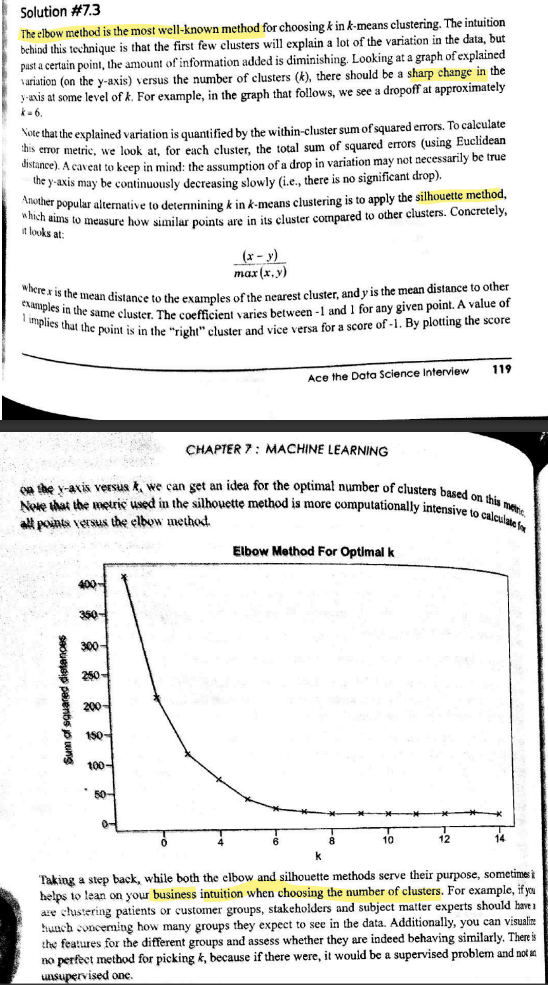 Solution #7.3
The elbow method is the most well-known method for choosing k in k-means clustering. The intuition
behind this technique is that the first few clusters will explain a lot of the variation in the data, but
past a certain point, the amount of information added is diminishing. Looking at a graph of explained
variation (on the y-axis) versus the number of clusters (k), there should be a sharp change in the
y-axis at some level of k. For example, in the graph that follows, we see a dropoff at approximately
k = 6.
Note that the explained variation is quantified by the within-cluster sum of squared errors. To calculate
this error metric, we look at, for each cluster, the total sum of squared errors (using Euclidean
distance). A caveat to keep in mind: the assumption of a drop in variation may not necessarily be true
the y-axis may be continuously decreasing slowly (i.e., there is no significant drop).
Another popular alternative to determining k in k-means clustering is to apply the silhouette method,
which aims to measure how similar points are in its cluster compared to other clusters. Concretely,
it looks at:
(x - y)
max(x, y)
where x is the mean distance to the examples of the nearest cluster, and y is the mean distance to other
examples in the same cluster. The coefficient varies between -1 and 1 for any given point. A value of
1 implies that the point is in the "right" cluster and vice versa for a score of -1. By plotting the score
Ace the Data Science Interview 119
CHAPTER 7 : MACHINE LEARNING
on the y-axis versus k, we can get an idea for the optimal number of clusters based on this metric.
Note that the metric used in the silhouette method is more computationally intensive to calculate for
all points versus the elbow method.
Elbow Method For Optimal k
400
350
300
250
200
150
100
50
0
Sum of squared distances
0 4 6 8 10 12 14
k
Taking a step back, while both the elbow and silhouette methods serve their purpose, sometimes it
helps to lean on your business intuition when choosing the number of clusters. For example, if you
are clustering patients or customer groups, stakeholders and subject matter experts should have a
hunch concerning how many groups they expect to see in the data. Additionally, you can visualize
the features for the different groups and assess whether they are indeed behaving similarly. There is
no perfect method for picking k, because if there were, it would be a supervised problem and not an
unsupervised one.